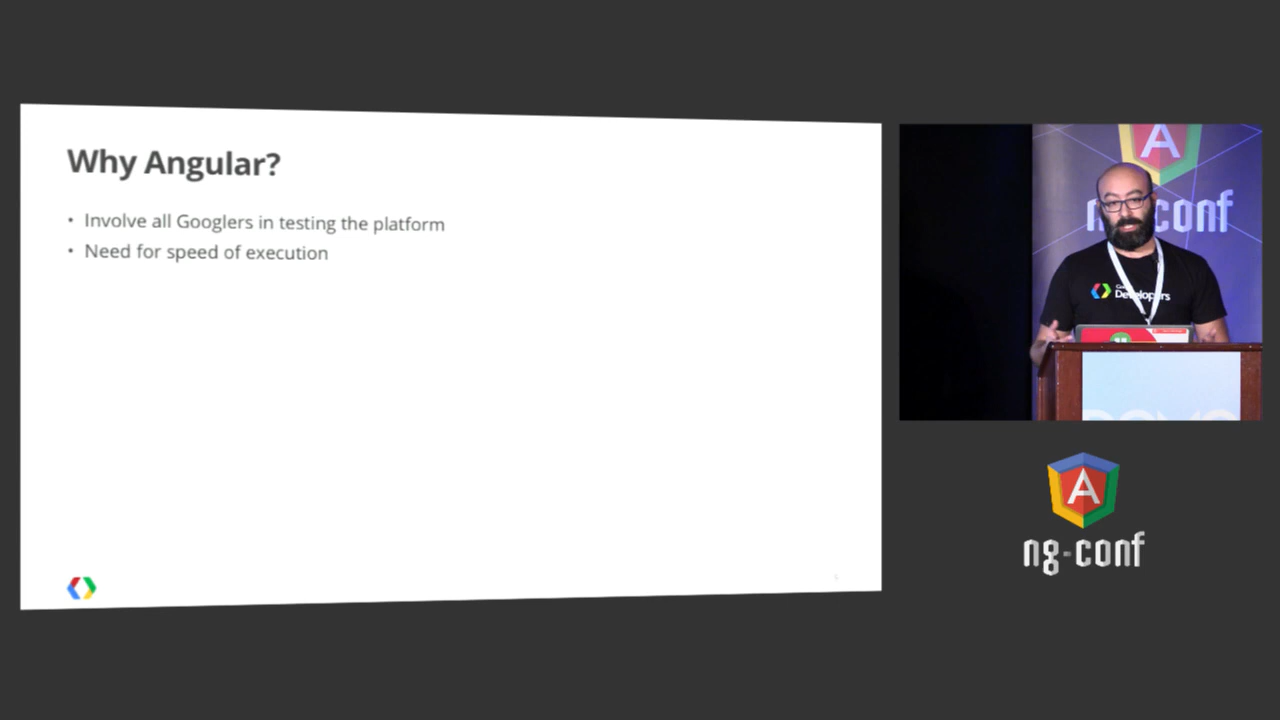 Why Angular?
• Involve all Googlers in testing the platform
• Need for speed of execution
5
A
ng-conf
Developers
A
ng-conf